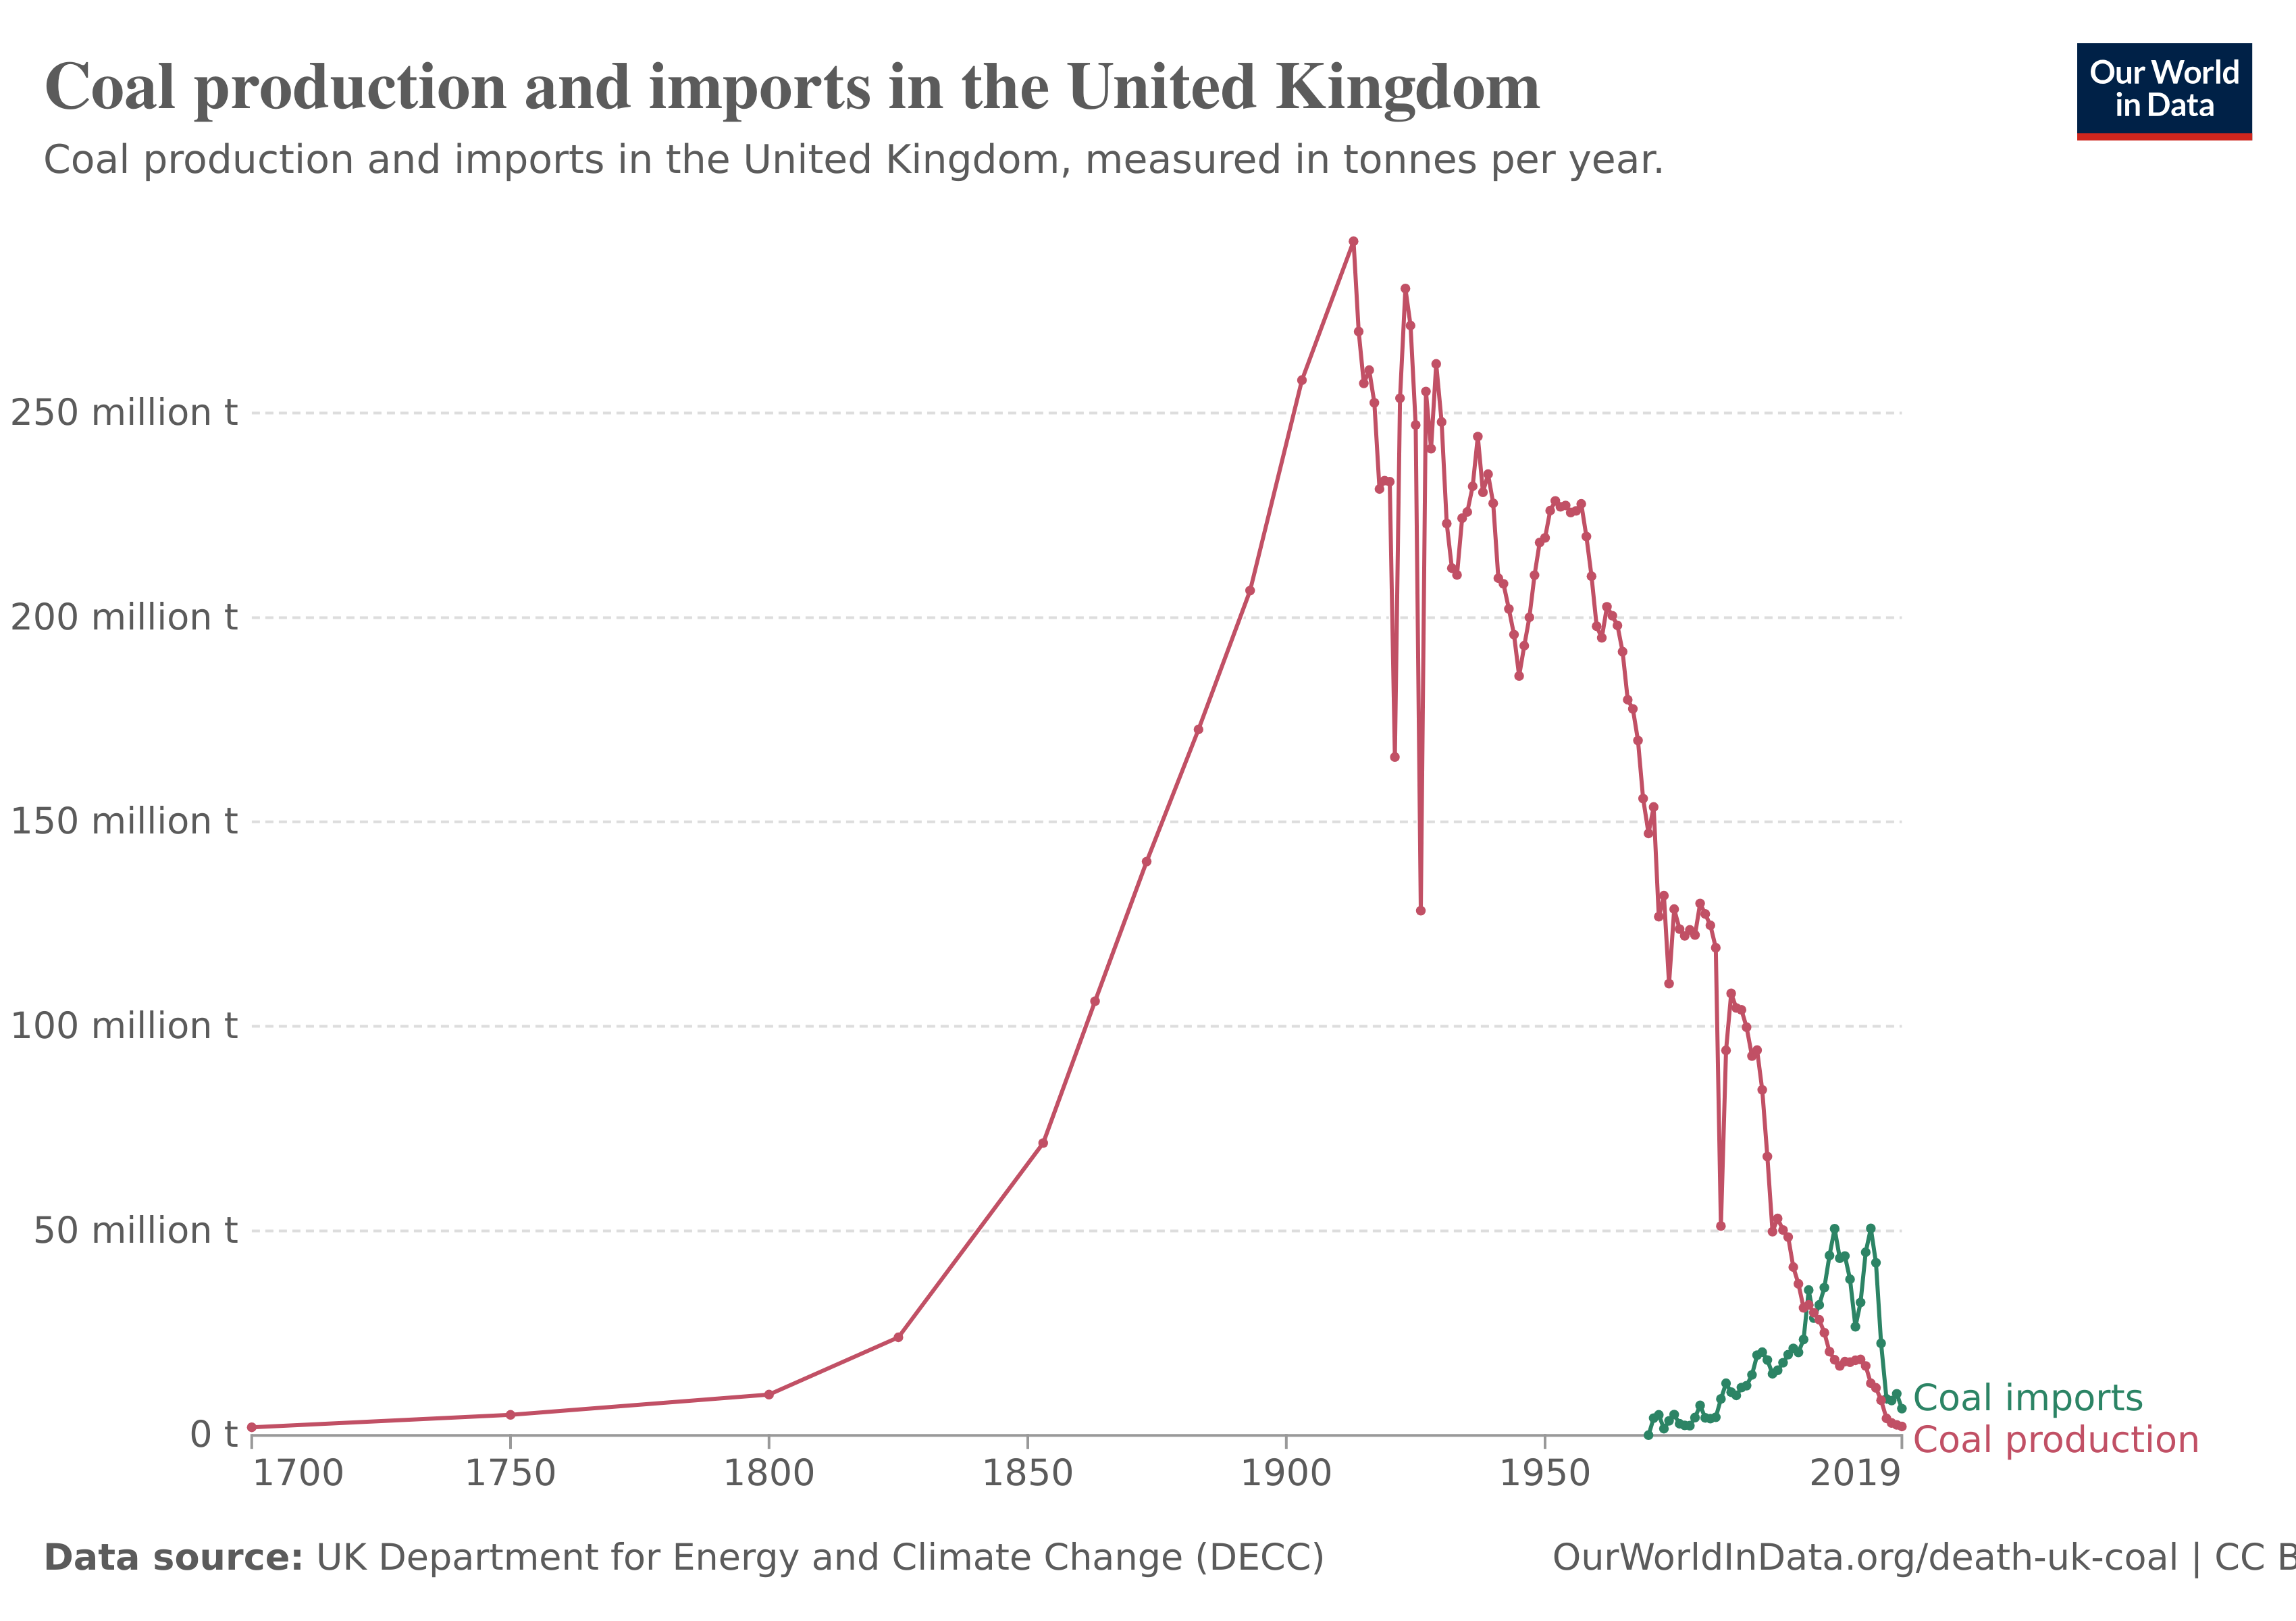 Coal production and imports in the United Kingdom
Our World
in Data
Coal production and imports in the United Kingdom, measured in tonnes per year.
250 million t
200 million t
150 million t
100 million t
50 million t
0 t
Coal imports
Coal production
1700 1750 1800 1850 1900 1950 2019
Data source: UK Department for Energy and Climate Change (DECC) OurWorldInData.org/death-uk-coal | CC B